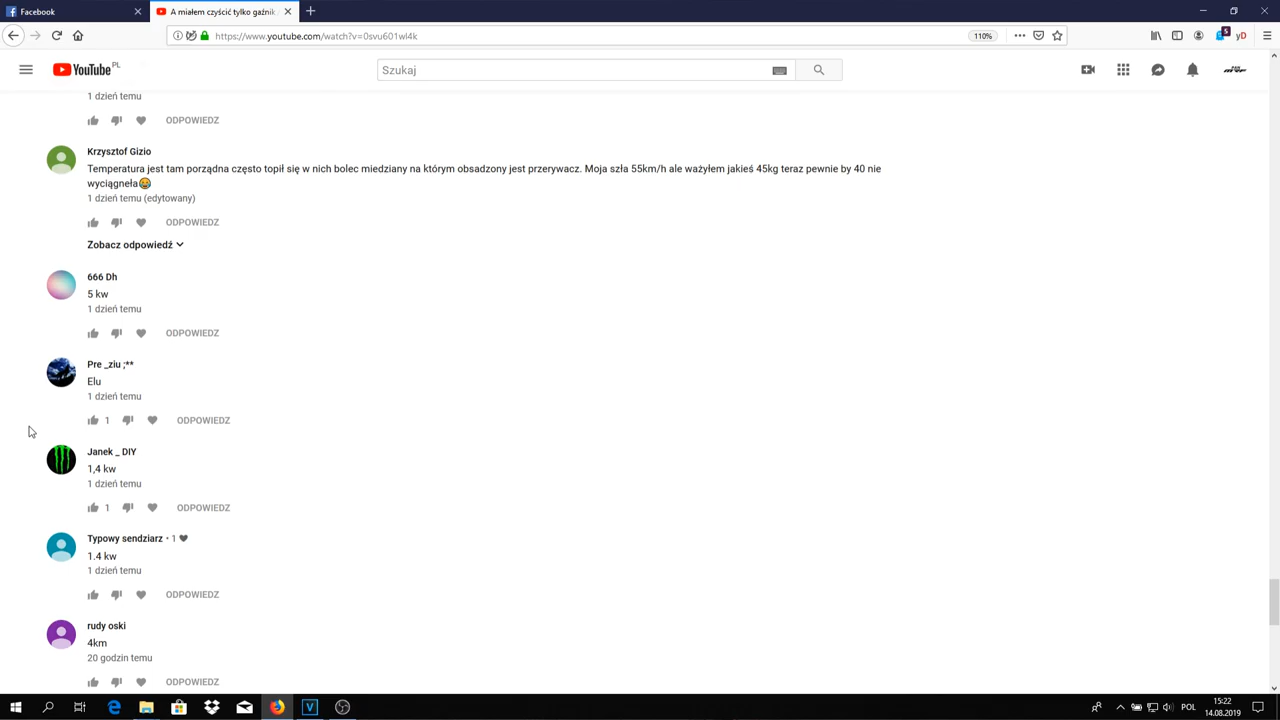 Facebook
A miałem czyścić tylko gaźnik
https://www.youtube.com/watch?v=0svu601wl4k
110%
5
yD
YouTube PL
Szukaj
1 dzień temu
ODPOWIEDZ
Krzysztof Gizio
Temperatura jest tam porządna często topił się w nich bolec miedziany na którym obsadzony jest przerywacz. Moja szła 55km/h ale ważyłem jakieś 45kg teraz pewnie by 40 nie
wyciągneła😂
1 dzień temu (edytowany)
ODPOWIEDZ
Zobacz odpowiedź
666 Dh
5 kw
1 dzień temu
ODPOWIEDZ
Pre _ziu ;**
Elu
1 dzień temu
1 ODPOWIEDZ
Janek _ DIY
1,4 kw
1 dzień temu
1 ODPOWIEDZ
Typowy sendziarz • 1
1.4 kw
1 dzień temu
ODPOWIEDZ
rudy oski
4km
20 godzin temu
ODPOWIEDZ
POL
15:22
14.08.2019